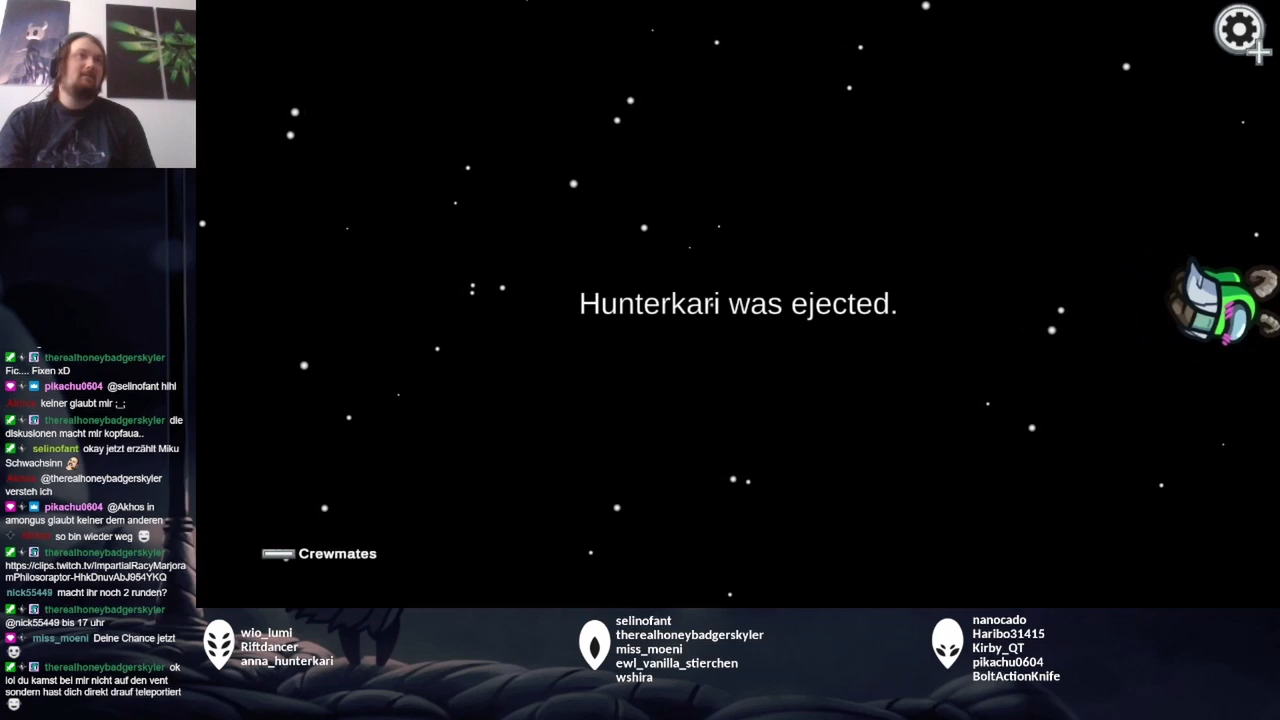 Hunterkari was ejected.
Crewmates
therealhoneybadgerskyler
Fic.... Fixen xD
pikachu0604 @selinofant hihi
keiner glaubt mir ;_;
therealhoneybadgerskyler die
diskusionen macht mir kopfaua..
selinofant okay jetzt erzählt Miku
Schwachsinn
@therealhoneybadgerskyler
versteh ich
pikachu0604 @Akhos in
amongus glaubt keiner dem anderen
so bin wieder weg
therealhoneybadgerskyler
https://clips.twitch.tv/ImpartialRacyMarjora
mPhilosoraptor-HhkDnuvAbJ954YKQ
nick55449 macht ihr noch 2 runden?
therealhoneybadgerskyler
@nick55449 bis 17 uhr
miss_moeni Deine Chance jetzt
therealhoneybadgerskyler ok
lol du kamst bei mir nicht auf den vent
sondern hast dich direkt drauf teleportiert
wio_lumi
Riftdancer
anna_hunterkari
selinofant
therealhoneybadgerskyler
miss_moeni
ewl_vanilla_stierchen
wshira
nanocado
Haribo31415
Kirby_QT
pikachu0604
BoltActionKnife